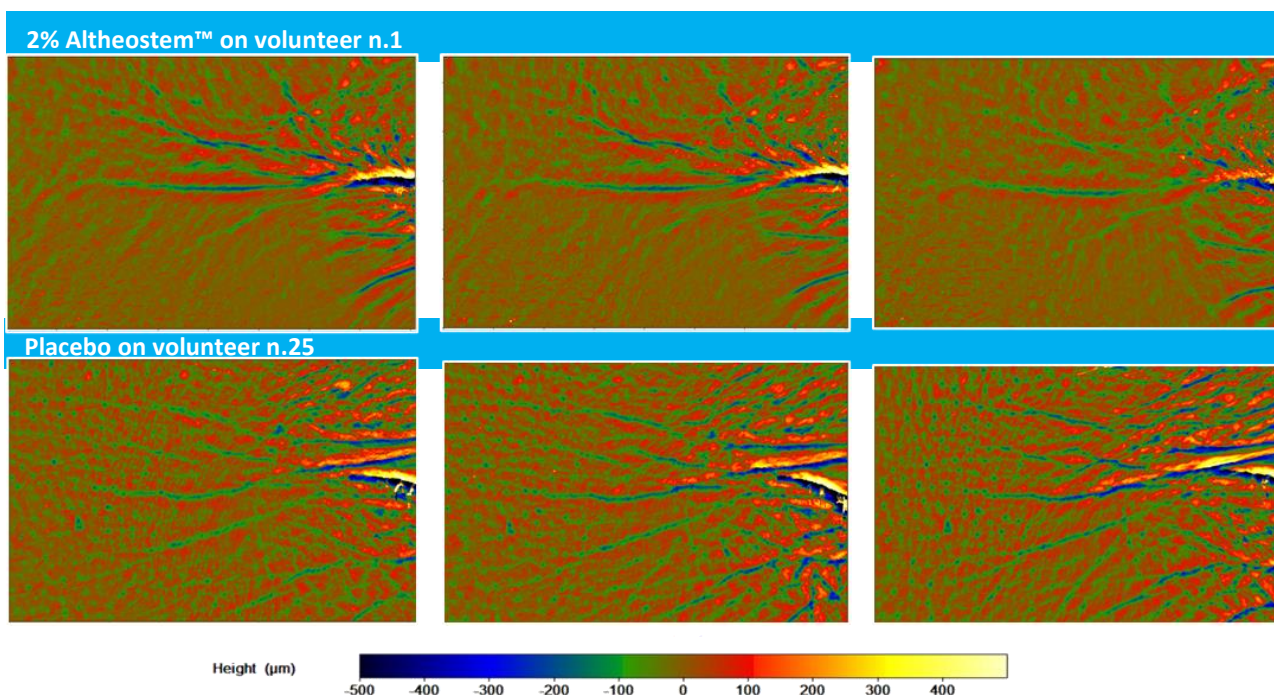 2% Altheostem™ on volunteer n.1
Placebo on volunteer n.25
Height (µm)
-500 -400 -300 -200 -100 0 100 200 300 400